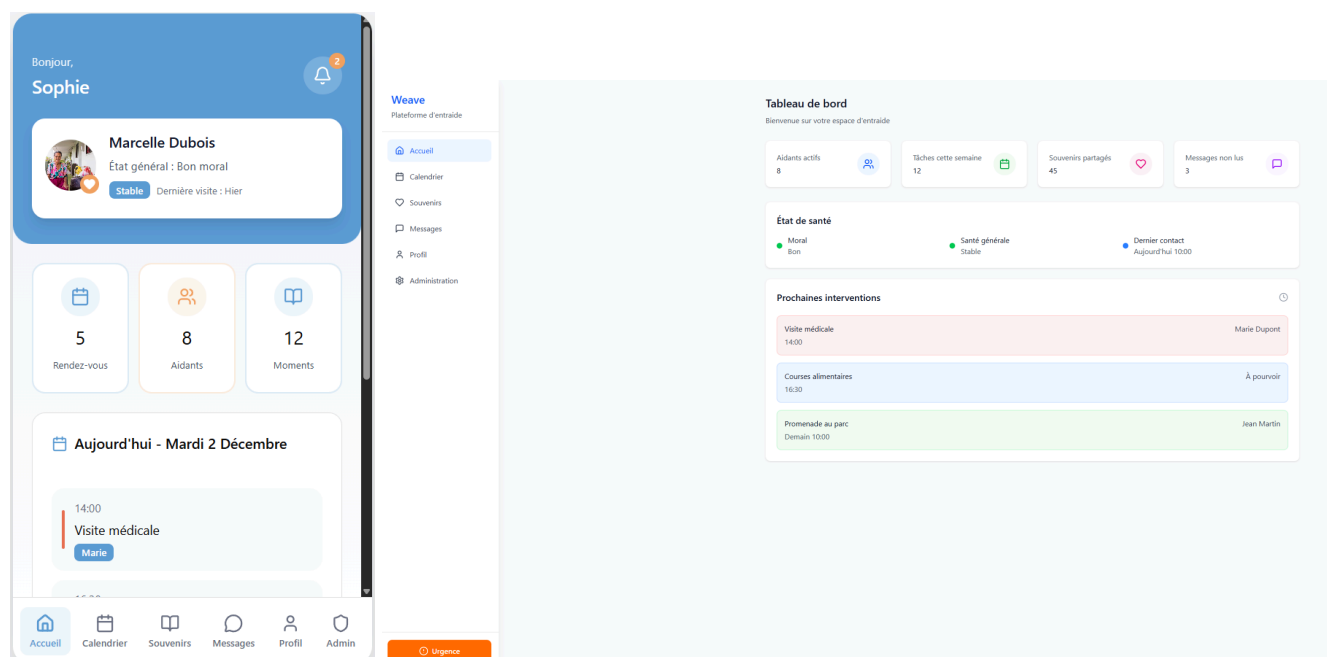 Bonjour,
Sophie
2
Marcelle Dubois
État général : Bon moral
Stable
Dernière visite : Hier
5
Rendez-vous
8
Aidants
12
Moments
Aujourd'hui - Mardi 2 Décembre
14:00
Visite médicale
Marie
Accueil
Calendrier
Souvenirs
Messages
Profil
Admin
Weave
Plateforme d'entraide
Accueil
Calendrier
Souvenirs
Messages
Profil
Administration
Urgence
Tableau de bord
Bienvenue sur votre espace d'entraide
Aidants actifs
8
Tâches cette semaine
12
Souvenirs partagés
45
Messages non lus
3
État de santé
Moral
Bon
Santé générale
Stable
Dernier contact
Aujourd'hui 10:00
Prochaines interventions
Visite médicale
14:00
Marie Dupont
Courses alimentaires
16:30
À pourvoir
Promenade au parc
Demain 10:00
Jean Martin